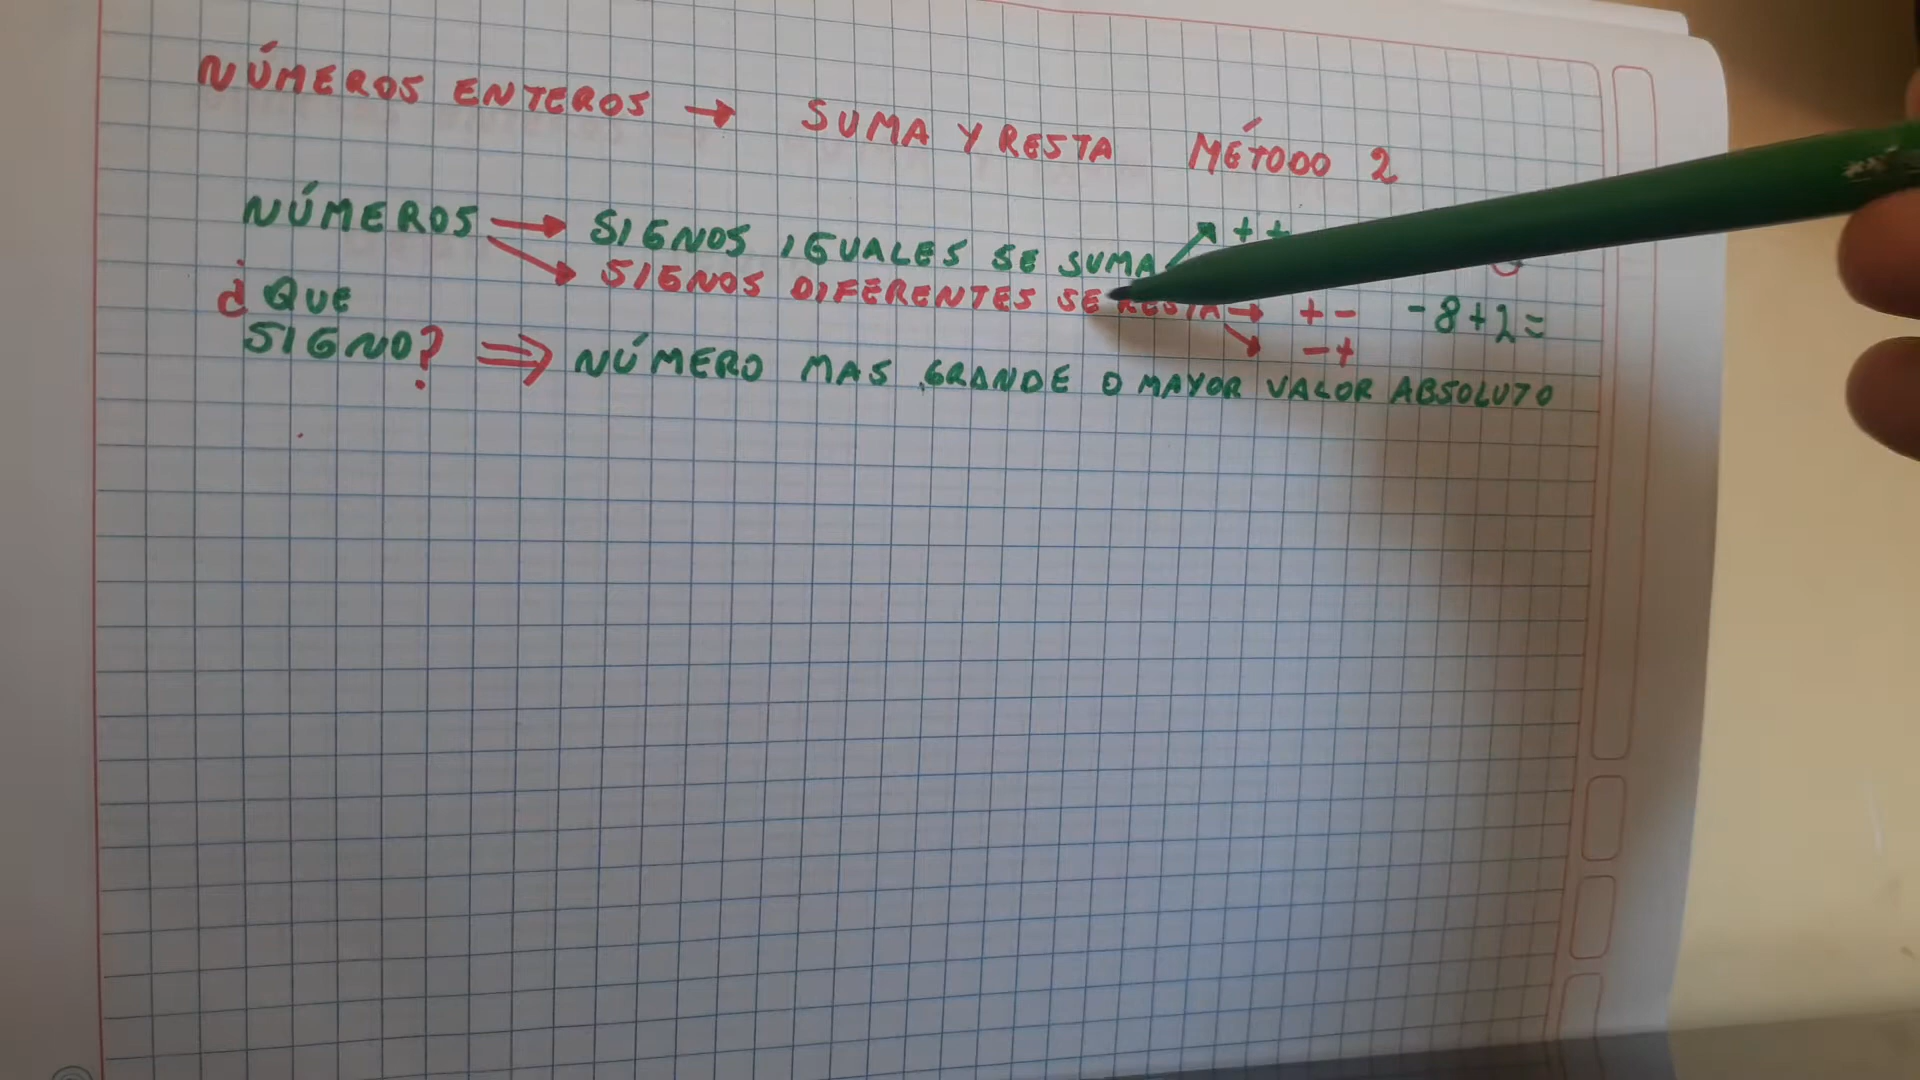 NÚMEROS ENTEROS → SUMA Y RESTA MÉTODO 2
NÚMEROS → SIGNOS IGUALES SE SUMA ↗ + +
↘ SIGNOS DIFERENTES SE RESTA → + - -8+2=
↘ -+
¿QUE
SIGNO? ⇒ NÚMERO MAS GRANDE O MAYOR VALOR ABSOLUTO